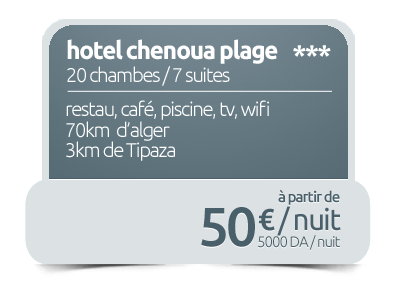 hotel chenoua plage ***
20 chambes / 7 suites
restau, café, piscine, tv, wifi
70km d'alger
3km de Tipaza
à partir de
50€/ nuit
5000 DA / nuit